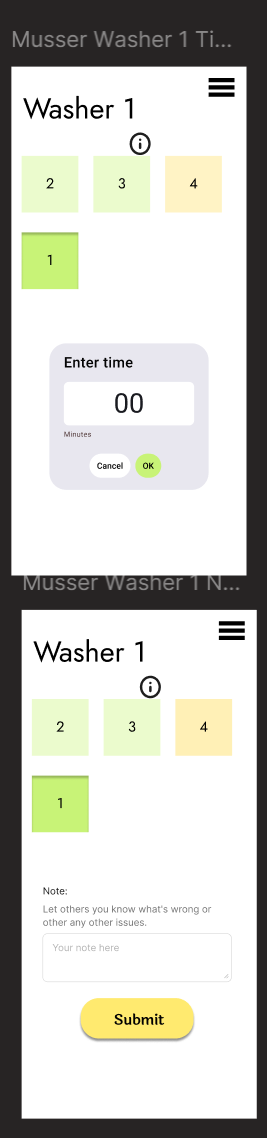 Musser Washer 1 Ti...
Washer 1
2
3
4
1
Enter time
00
Minutes
Cancel
OK
Musser Washer 1 N...
Washer 1
2
3
4
1
Note:
Let others you know what's wrong or
other any other issues.
Your note here
Submit